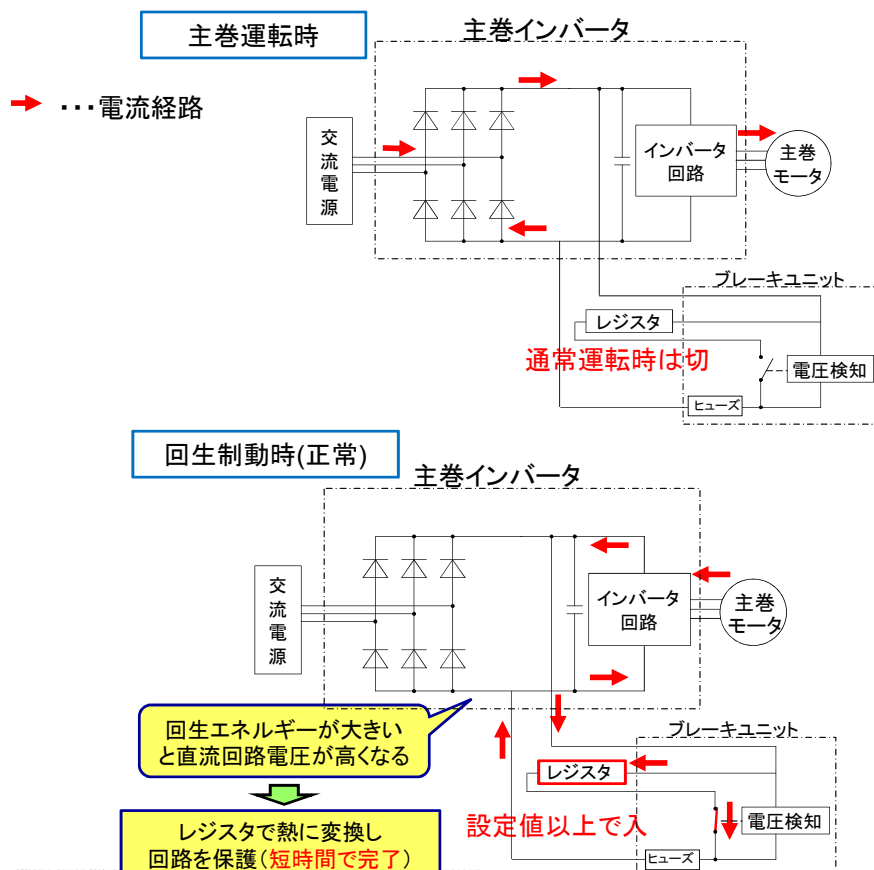 主巻運転時
主巻インバータ
・・・電流経路
交流電源
インバータ
回路
主巻
モータ
ブレーキユニット
レジスタ
通常運転時は切
電圧検知
ヒューズ
回生制動時(正常)
主巻インバータ
交流電源
インバータ
回路
主巻
モータ
回生エネルギーが大きい
と直流回路電圧が高くなる
ブレーキユニット
レジスタ
設定値以上で入
電圧検知
ヒューズ
レジスタで熱に変換し
回路を保護(短時間で完了)